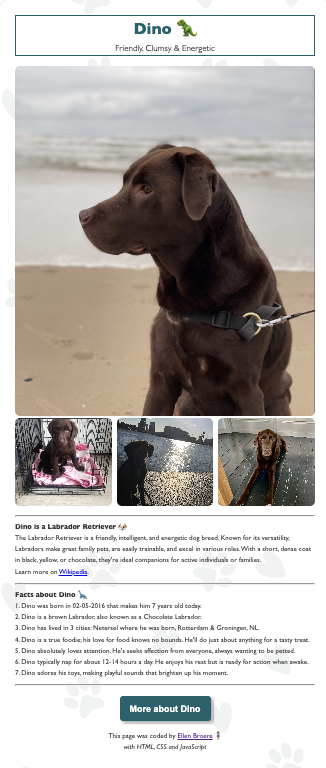 Dino 🦖
Friendly, Clumsy & Energetic
Dino is a Labrador Retriever 🐶
The Labrador Retriever is a friendly, intelligent, and energetic dog breed. Known for its versatility,
Labradors make great family pets, are easily trainable, and excel in various roles. With a short, dense coat
in black, yellow, or chocolate, they're ideal companions for active individuals or families.
Learn more on Wikipedia.
Facts about Dino 🦕
1. Dino was born in 02-05-2016 that makes him 7 years old today.
2. Dino is a brown Labrador, also known as a Chocolate Labrador.
3. Dino has lived in 3 cities: Neterssel where he was born, Rotterdam & Groningen, NL.
4. Dino is a true foodie; his love for food knows no bounds. He'll do just about anything for a tasty treat.
5. Dino absolutely loves attention. He's seeks affection from everyone, always wanting to be petted.
6. Dino typically nap for about 12-14 hours a day. He enjoys his rest but is ready for action when awake.
7. Dino adores his toys, making playful sounds that brighten up his moment.
More about Dino
This page was coded by Ellen Broere
with HTML, CSS and JavaScript